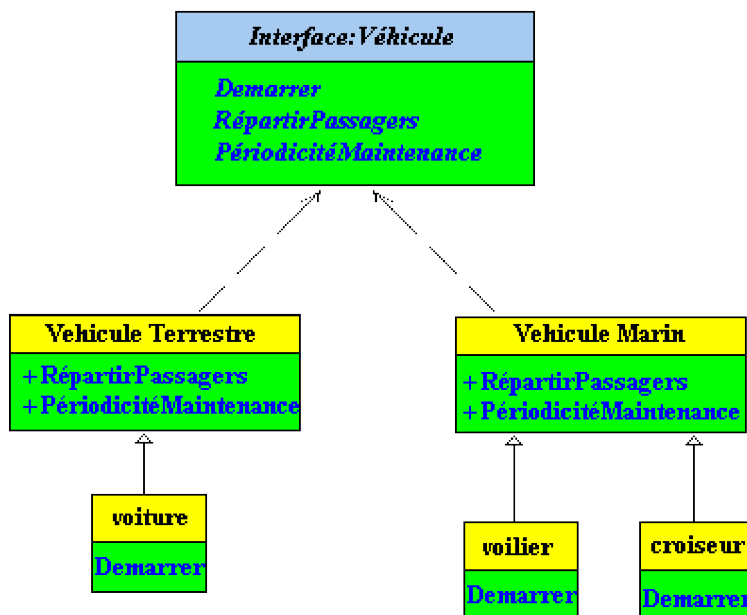 Interface:Véhicule
Demarrer
RépartirPassagers
PériodicitéMaintenance
Vehicule Terrestre
+RépartirPassagers
+PériodicitéMaintenance
Vehicule Marin
+RépartirPassagers
+PériodicitéMaintenance
voiture
Demarrer
voilier
Demarrer
croiseur
Demarrer